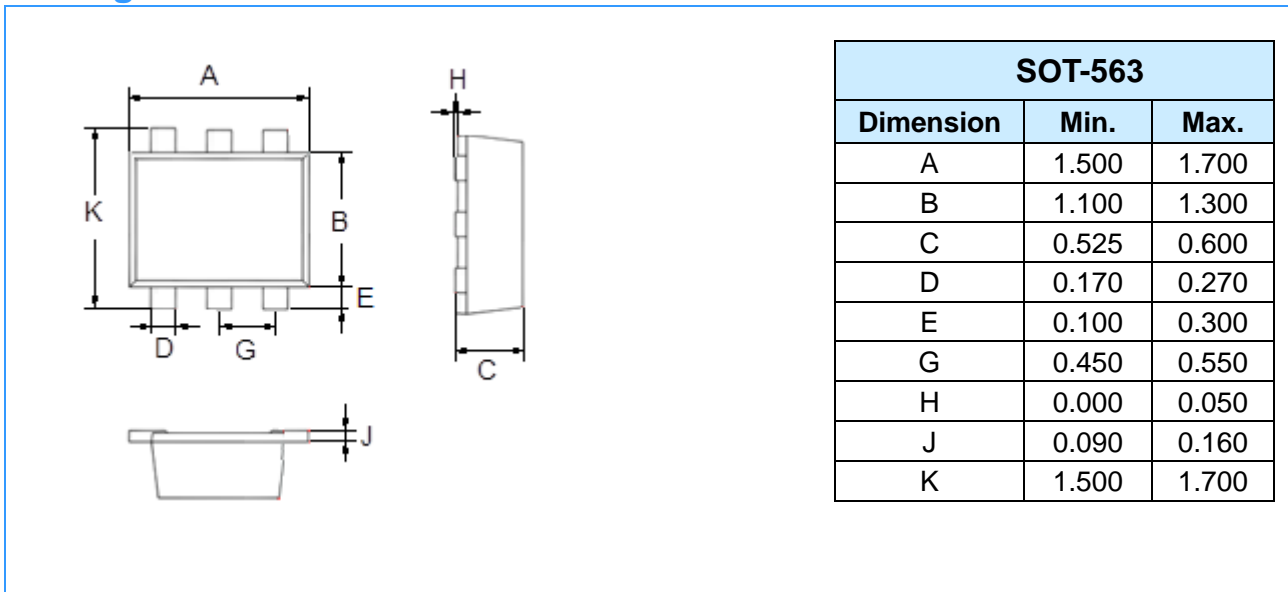 A
K
B
E
D
G
H
C
J
SOT-563
Dimension Min. Max.
A 1.500 1.700
B 1.100 1.300
C 0.525 0.600
D 0.170 0.270
E 0.100 0.300
G 0.450 0.550
H 0.000 0.050
J 0.090 0.160
K 1.500 1.700